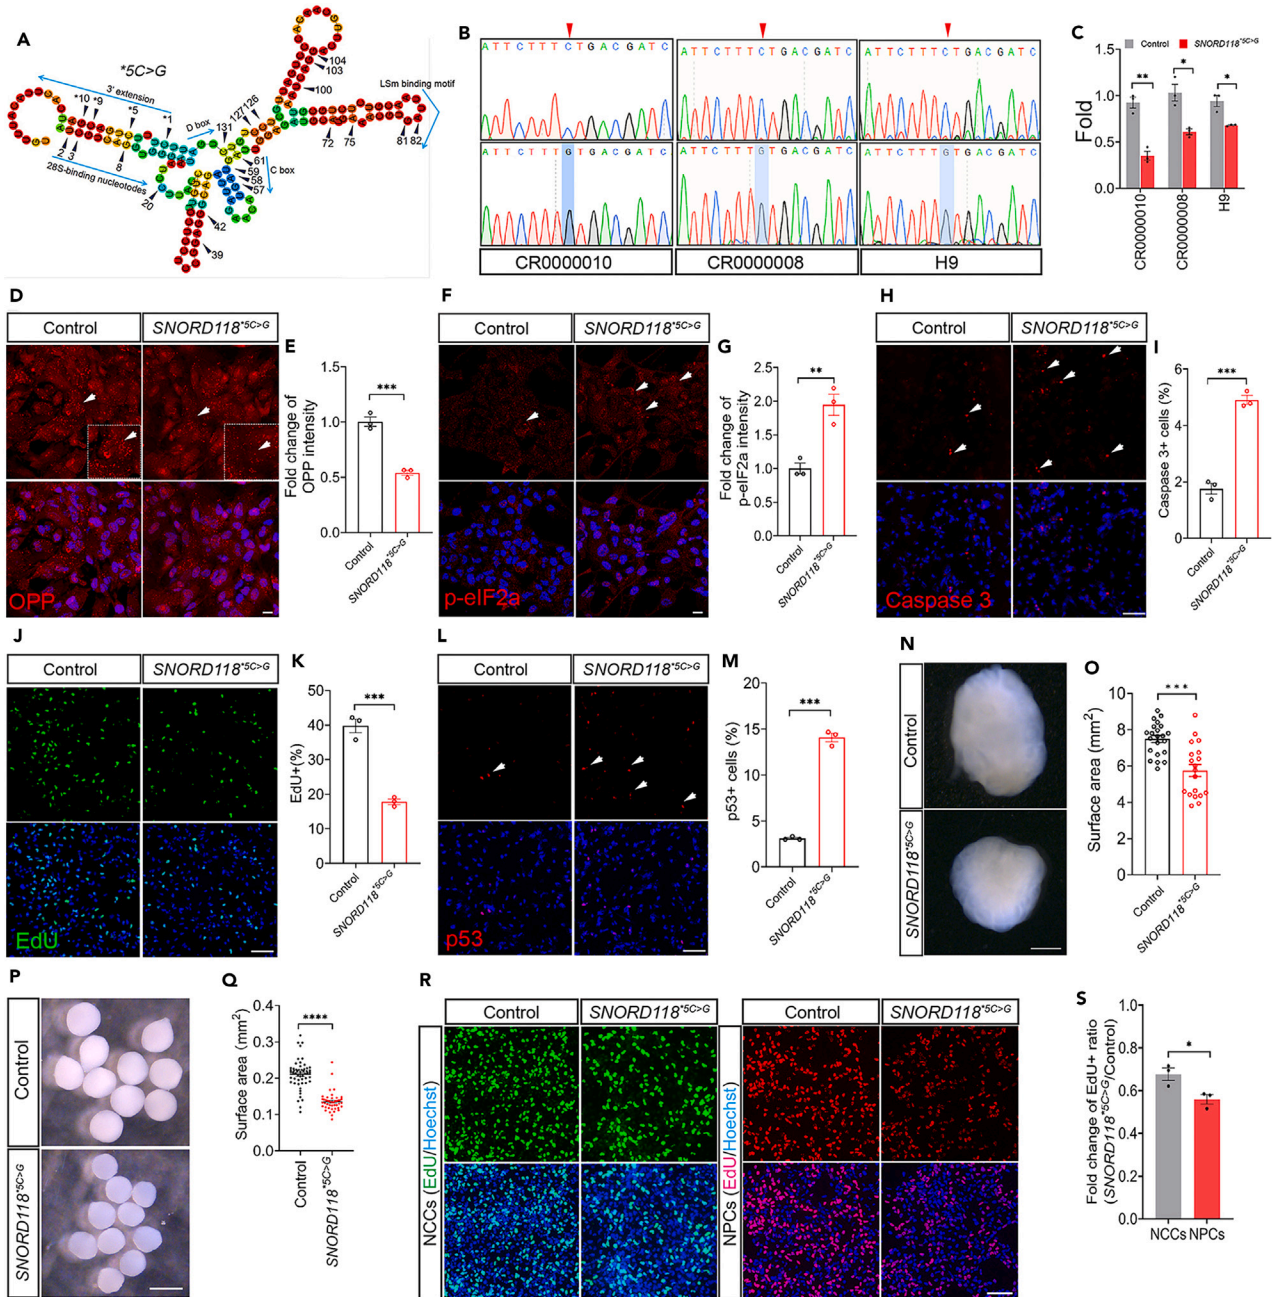 A
*5C>G
3' extension
*10
*9
*5
*1
D box
131
127
126
104
103
100
LSm binding motif
72
75
81
82
2
3
8
28S-binding nucleotodes
20
61
59
58
57
C box
42
39
B
ATTCTTTCTGACGATC
ATTCTTTCTGACGATC
ATTCTTTCTGACGATC
ATTCTTTGTGACGATC
ATTCTTTGTGACGATC
ATTCTTTGTGACGATC
CR0000010
CR0000008
H9
C
Control
SNORD118*5C>G
Fold
1.5
1.0
0.5
0.0
**
*
*
CR0000010
CR0000008
H9
D
Control
SNORD118*5C>G
OPP
E
Fold change of
OPP intensity
1.5
1.0
0.5
0.0
***
Control
SNORD118*5C>G
F
Control
SNORD118*5C>G
p-eIF2a
G
Fold change of
p-eIF2a intensity
2.5
2.0
1.5
1.0
0.5
0.0
**
Control
SNORD118*5C>G
H
Control
SNORD118*5C>G
Caspase 3
I
Caspase 3+ cells (%)
6
4
2
0
***
Control
SNORD118*5C>G
J
Control
SNORD118*5C>G
EdU
K
EdU+(%)
50
40
30
20
10
0
***
Control
SNORD118*5C>G
L
Control
SNORD118*5C>G
p53
M
p53+ cells (%)
15
10
5
0
***
Control
SNORD118*5C>G
N
Control
SNORD118*5C>G
O
Surface area (mm²)
10
8
6
4
2
0
***
Control
SNORD118*5C>G
P
Control
SNORD118*5C>G
Q
Surface area (mm²)
0.4
0.3
0.2
0.1
0.0
****
Control
SNORD118*5C>G
R
Control
SNORD118*5C>G
NCCs (EdU/Hoechst)
Control
SNORD118*5C>G
NPCs (EdU/Hoechst)
S
Fold change of EdU+ ratio
(SNORD118*5C>G/Control)
1.0
0.8
0.6
0.4
0.2
0.0
*
NCCs NPCs